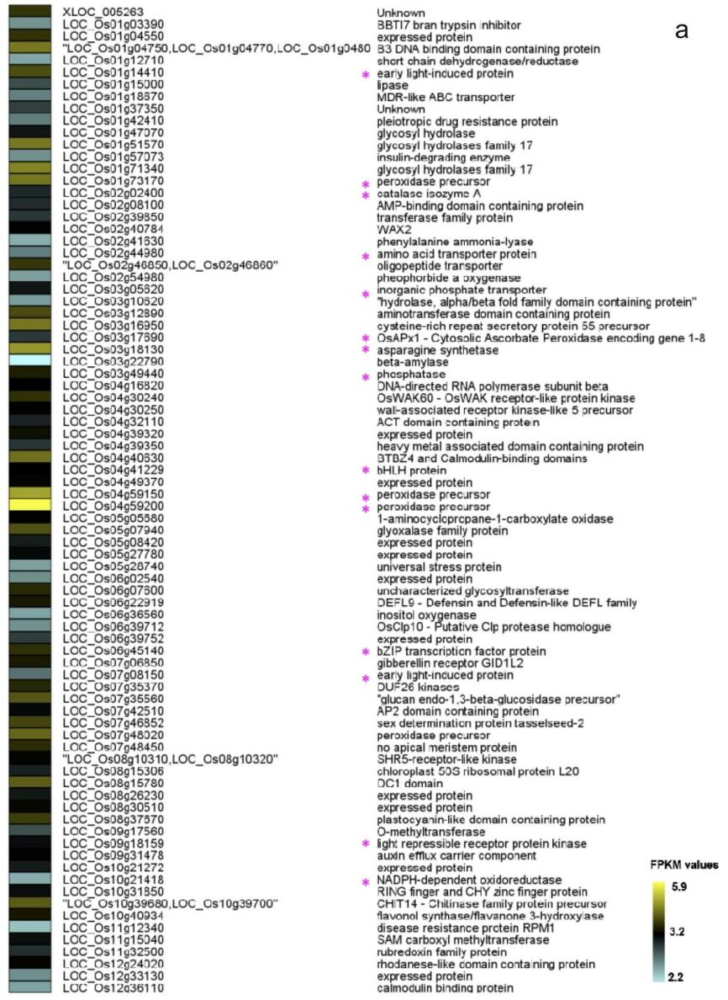 a
XLOC_005263 Unknown
LOC_Os01g03390 BBTI7 bran trypsin inhibitor
LOC_Os01g04550 expressed protein
"LOC_Os01g04750,LOC_Os01g04770,LOC_Os01g0480 B3 DNA binding domain containing protein
LOC_Os01g12710 short chain dehydrogenase/reductase
LOC_Os01g14410 * early light-induced protein
LOC_Os01g15000 lipase
LOC_Os01g18670 MDR-like ABC transporter
LOC_Os01g37350 Unknown
LOC_Os01g42410 pleiotropic drug resistance protein
LOC_Os01g47070 glycosyl hydrolase
LOC_Os01g51570 glycosyl hydrolases family 17
LOC_Os01g57073 insulin-degrading enzyme
LOC_Os01g71340 glycosyl hydrolases family 17
LOC_Os01g73170 * peroxidase precursor
LOC_Os02g02400 * catalase isozyme A
LOC_Os02g08100 AMP-binding domain containing protein
LOC_Os02g39850 transferase family protein
LOC_Os02g40784 WAX2
LOC_Os02g41630 phenylalanine ammonia-lyase
LOC_Os02g44980 * amino acid transporter protein
"LOC_Os02g46850,LOC_Os02g46860" oligopeptide transporter
LOC_Os02g54980 pheophorbide a oxygenase
LOC_Os03g05620 * inorganic phosphate transporter
LOC_Os03g10620 "hydrolase, alpha/beta fold family domain containing protein"
LOC_Os03g12890 aminotransferase domain containing protein
LOC_Os03g16950 cysteine-rich repeat secretory protein 55 precursor
LOC_Os03g17690 * OsAPx1 - Cytosolic Ascorbate Peroxidase encoding gene 1-8
LOC_Os03g18130 * asparagine synthetase
LOC_Os03g22790 beta-amylase
LOC_Os03g49440 * phosphatase
LOC_Os04g16820 DNA-directed RNA polymerase subunit beta
LOC_Os04g30240 OsWAK60 - OsWAK receptor-like protein kinase
LOC_Os04g30250 wall-associated receptor kinase-like 5 precursor
LOC_Os04g32110 ACT domain containing protein
LOC_Os04g39320 expressed protein
LOC_Os04g39350 heavy metal associated domain containing protein
LOC_Os04g40630 BTBZ4 and Calmodulin-binding domains
LOC_Os04g41229 * bHLH protein
LOC_Os04g49370 expressed protein
LOC_Os04g59150 * peroxidase precursor
LOC_Os04g59200 * peroxidase precursor
LOC_Os05g05680 1-aminocyclopropane-1-carboxylate oxidase
LOC_Os05g07940 glyoxalase family protein
LOC_Os05g08420 expressed protein
LOC_Os05g27780 expressed protein
LOC_Os05g28740 universal stress protein
LOC_Os06g02540 expressed protein
LOC_Os06g07600 uncharacterized glycosyltransferase
LOC_Os06g22919 DEFL9 - Defensin and Defensin-like DEFL family
LOC_Os06g36560 inositol oxygenase
LOC_Os06g39712 OsClp10 - Putative Clp protease homologue
LOC_Os06g39752 expressed protein
LOC_Os06g45140 * bZIP transcription factor protein
LOC_Os07g06850 gibberellin receptor GID1L2
LOC_Os07g08150 * early light-induced protein
LOC_Os07g35370 DUF26 kinases
LOC_Os07g35560 "glucan endo-1,3-beta-glucosidase precursor"
LOC_Os07g42510 AP2 domain containing protein
LOC_Os07g46852 sex determination protein tasselseed-2
LOC_Os07g48020 peroxidase precursor
LOC_Os07g48450 no apical meristem protein
"LOC_Os08g10310,LOC_Os08g10320" SHR5-receptor-like kinase
LOC_Os08g15306 chloroplast 50S ribosomal protein L20
LOC_Os08g15780 DC1 domain
LOC_Os08g26230 expressed protein
LOC_Os08g30510 expressed protein
LOC_Os08g37670 plastocyanin-like domain containing protein
LOC_Os09g17560 O-methyltransferase
LOC_Os09g18159 * light repressible receptor protein kinase
LOC_Os09g31478 auxin efflux carrier component
LOC_Os10g21272 expressed protein
LOC_Os10g21418 * NADPH-dependent oxidoreductase
LOC_Os10g31850 RING finger and CHY zinc finger protein
"LOC_Os10g39680,LOC_Os10g39700" CHIT14 - Chitinase family protein precursor
LOC_Os10g40934 flavonol synthase/flavanone 3-hydroxylase
LOC_Os11g12340 disease resistance protein RPM1
LOC_Os11g15040 SAM carboxyl methyltransferase
LOC_Os11g32500 rubredoxin family protein
LOC_Os12g24020 rhodanese-like domain containing protein
LOC_Os12g33130 expressed protein
LOC_Os12g36110 calmodulin binding protein
FPKM values
5.9
3.2
2.2